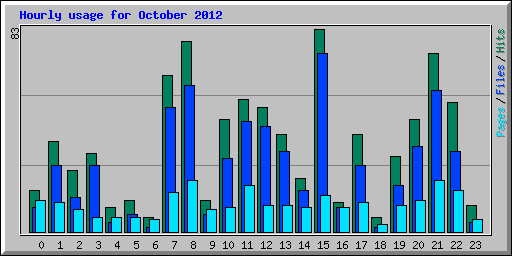 Hourly usage for October 2012
83
Pages/Files/Hits
0 1 2 3 4 5 6 7 8 9 10 11 12 13 14 15 16 17 18 19 20 21 22 23